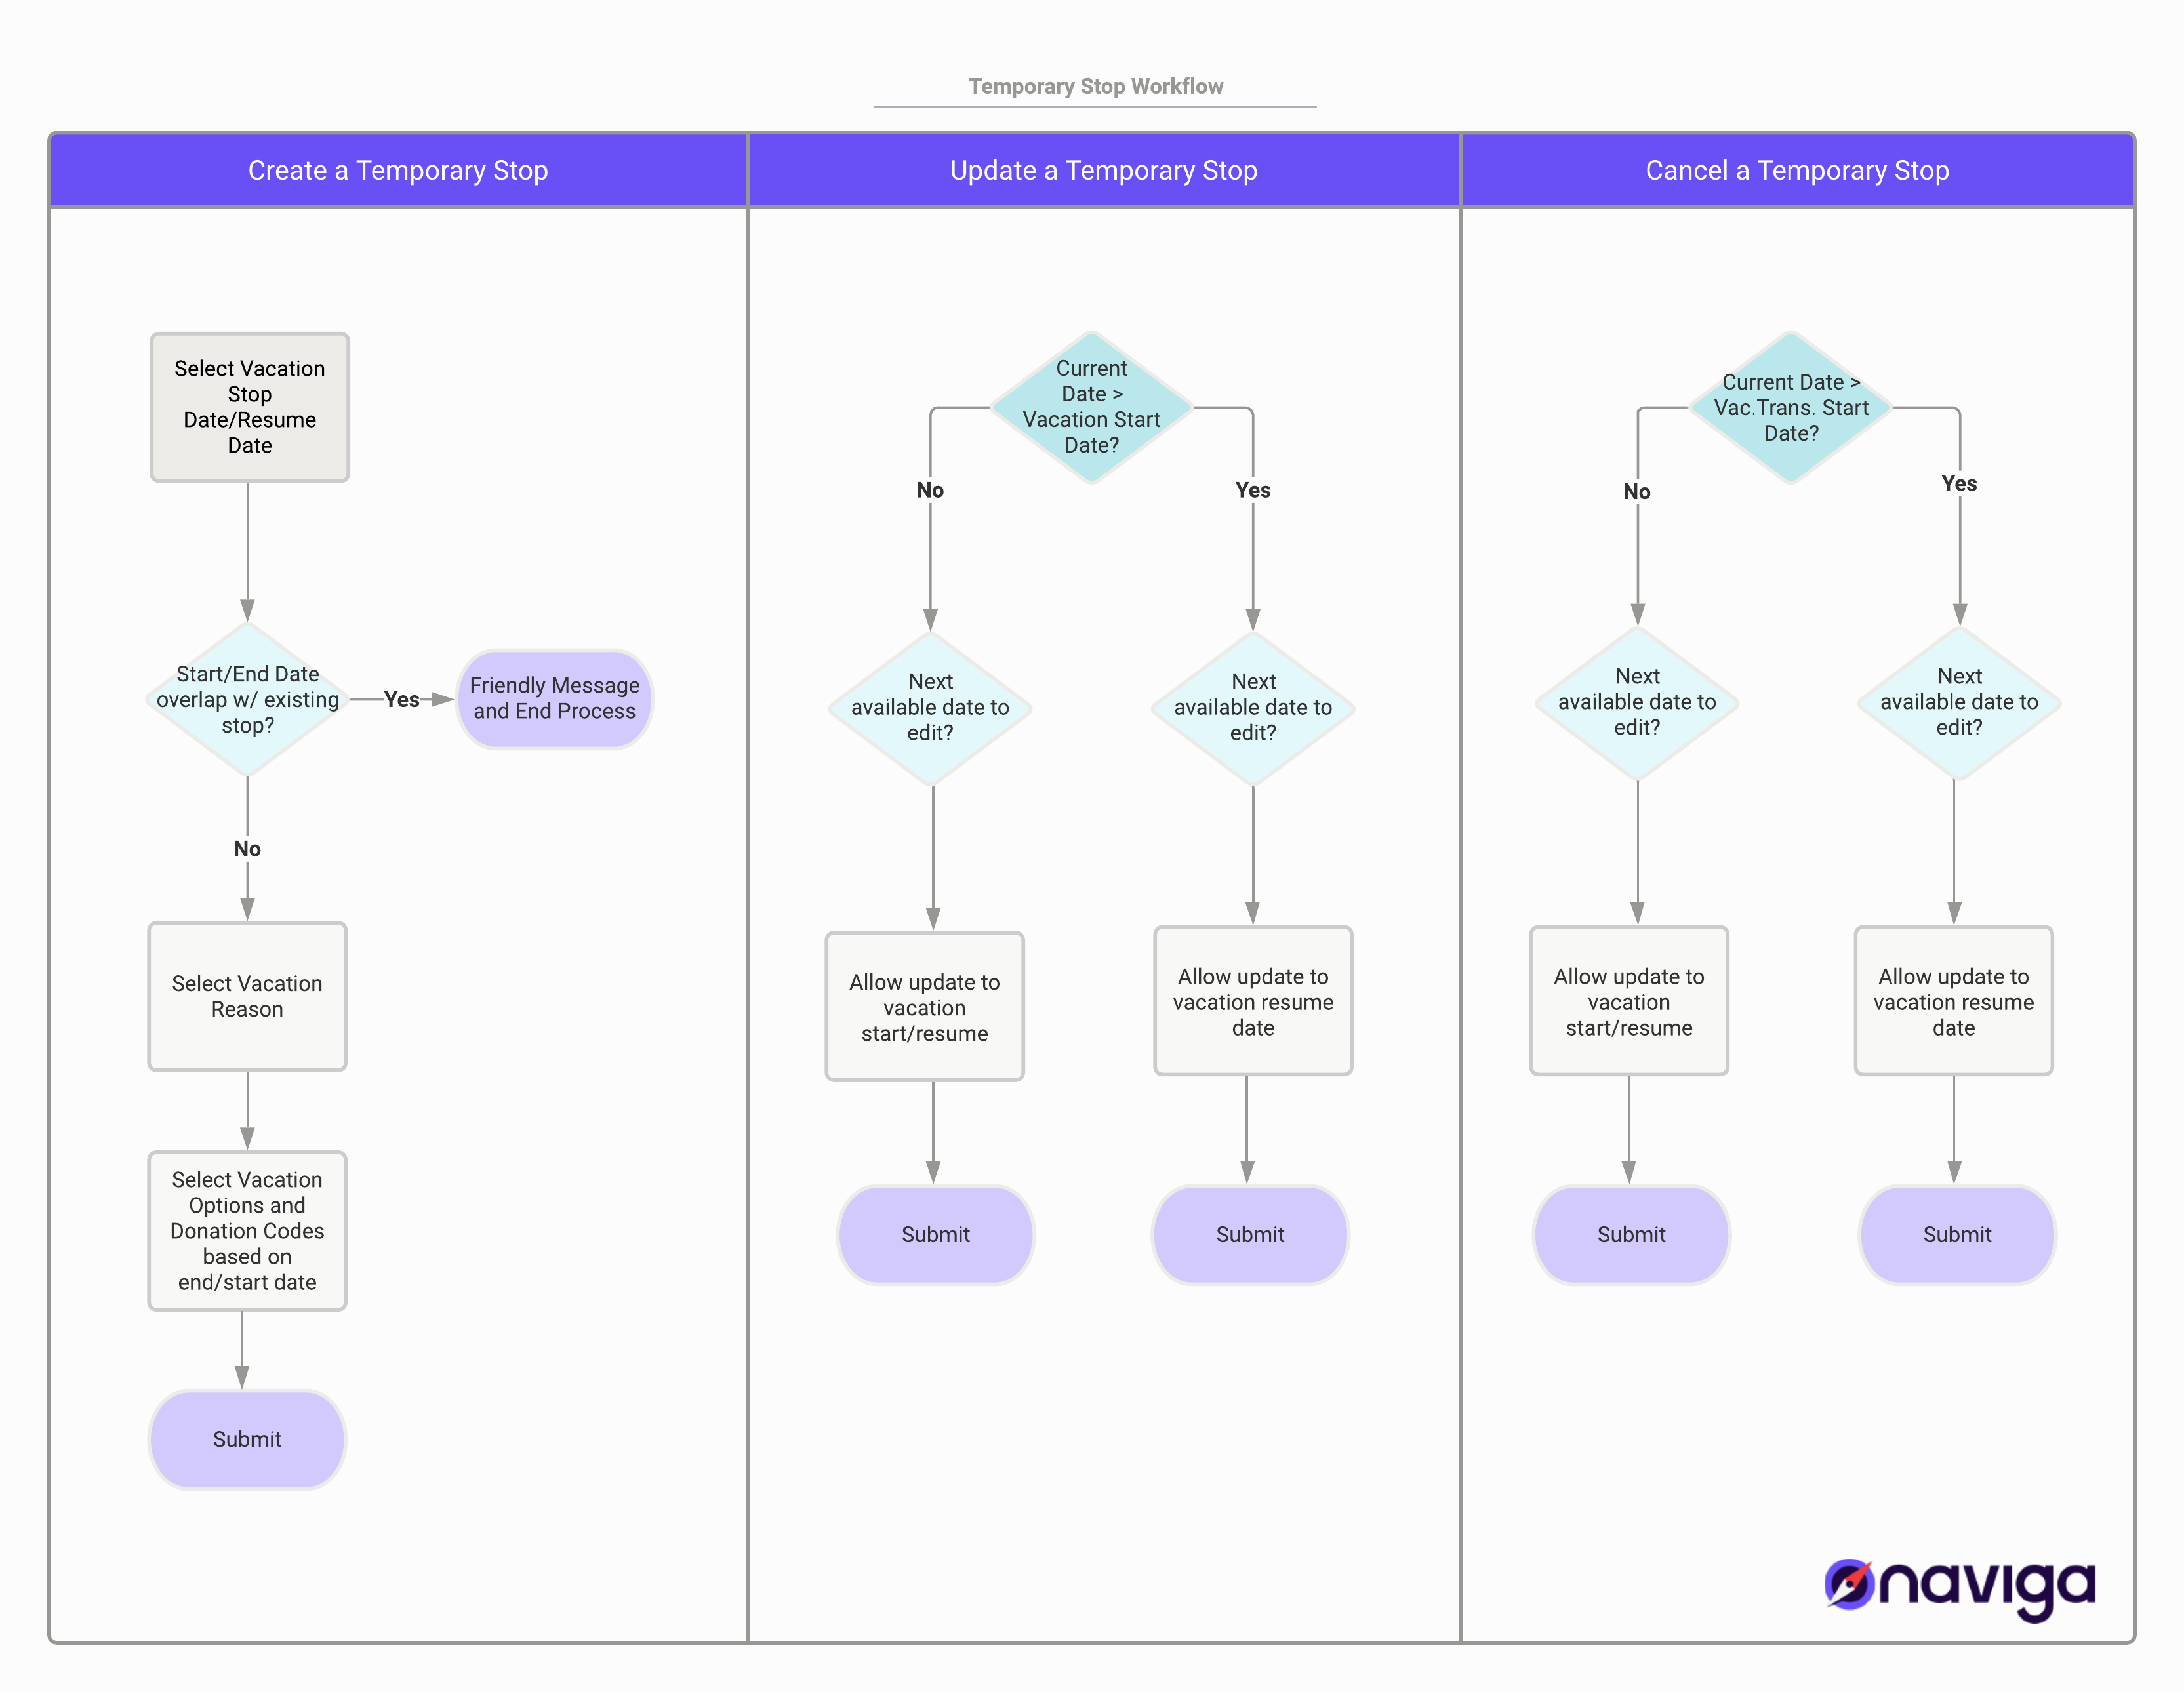 Temporary Stop Workflow
Create a Temporary Stop
Select Vacation
Stop
Date/Resume
Date
Start/End Date
overlap w/ existing
stop?
Yes
Friendly Message
and End Process
No
Select Vacation
Reason
Select Vacation
Options and
Donation Codes
based on
end/start date
Submit
Update a Temporary Stop
Current
Date >
Vacation Start
Date?
No
Yes
Next
available date to
edit?
Next
available date to
edit?
Allow update to
vacation
start/resume
Allow update to
vacation resume
date
Submit
Submit
Cancel a Temporary Stop
Current Date >
Vac.Trans. Start
Date?
No
Yes
Next
available date to
edit?
Next
available date to
edit?
Allow update to
vacation
start/resume
Allow update to
vacation resume
date
Submit
Submit
naviga